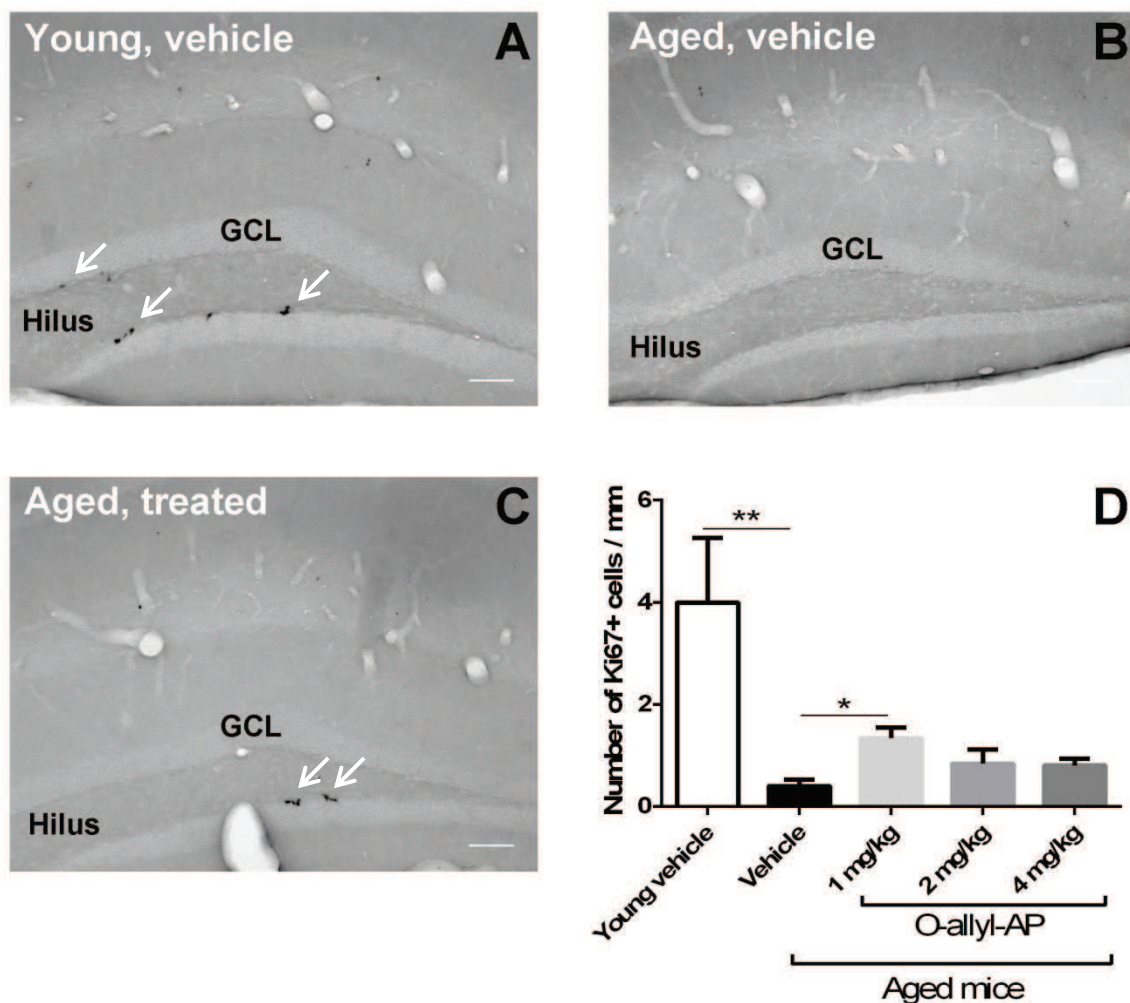 Young, vehicle
A
GCL
Hilus
Aged, vehicle
B
GCL
Hilus
Aged, treated
C
GCL
Hilus
D
Number of Ki67+ cells / mm
6
4
2
0
**
*
Young vehicle
Vehicle
1 mg/kg
2 mg/kg
4 mg/kg
O-allyl-AP
Aged mice